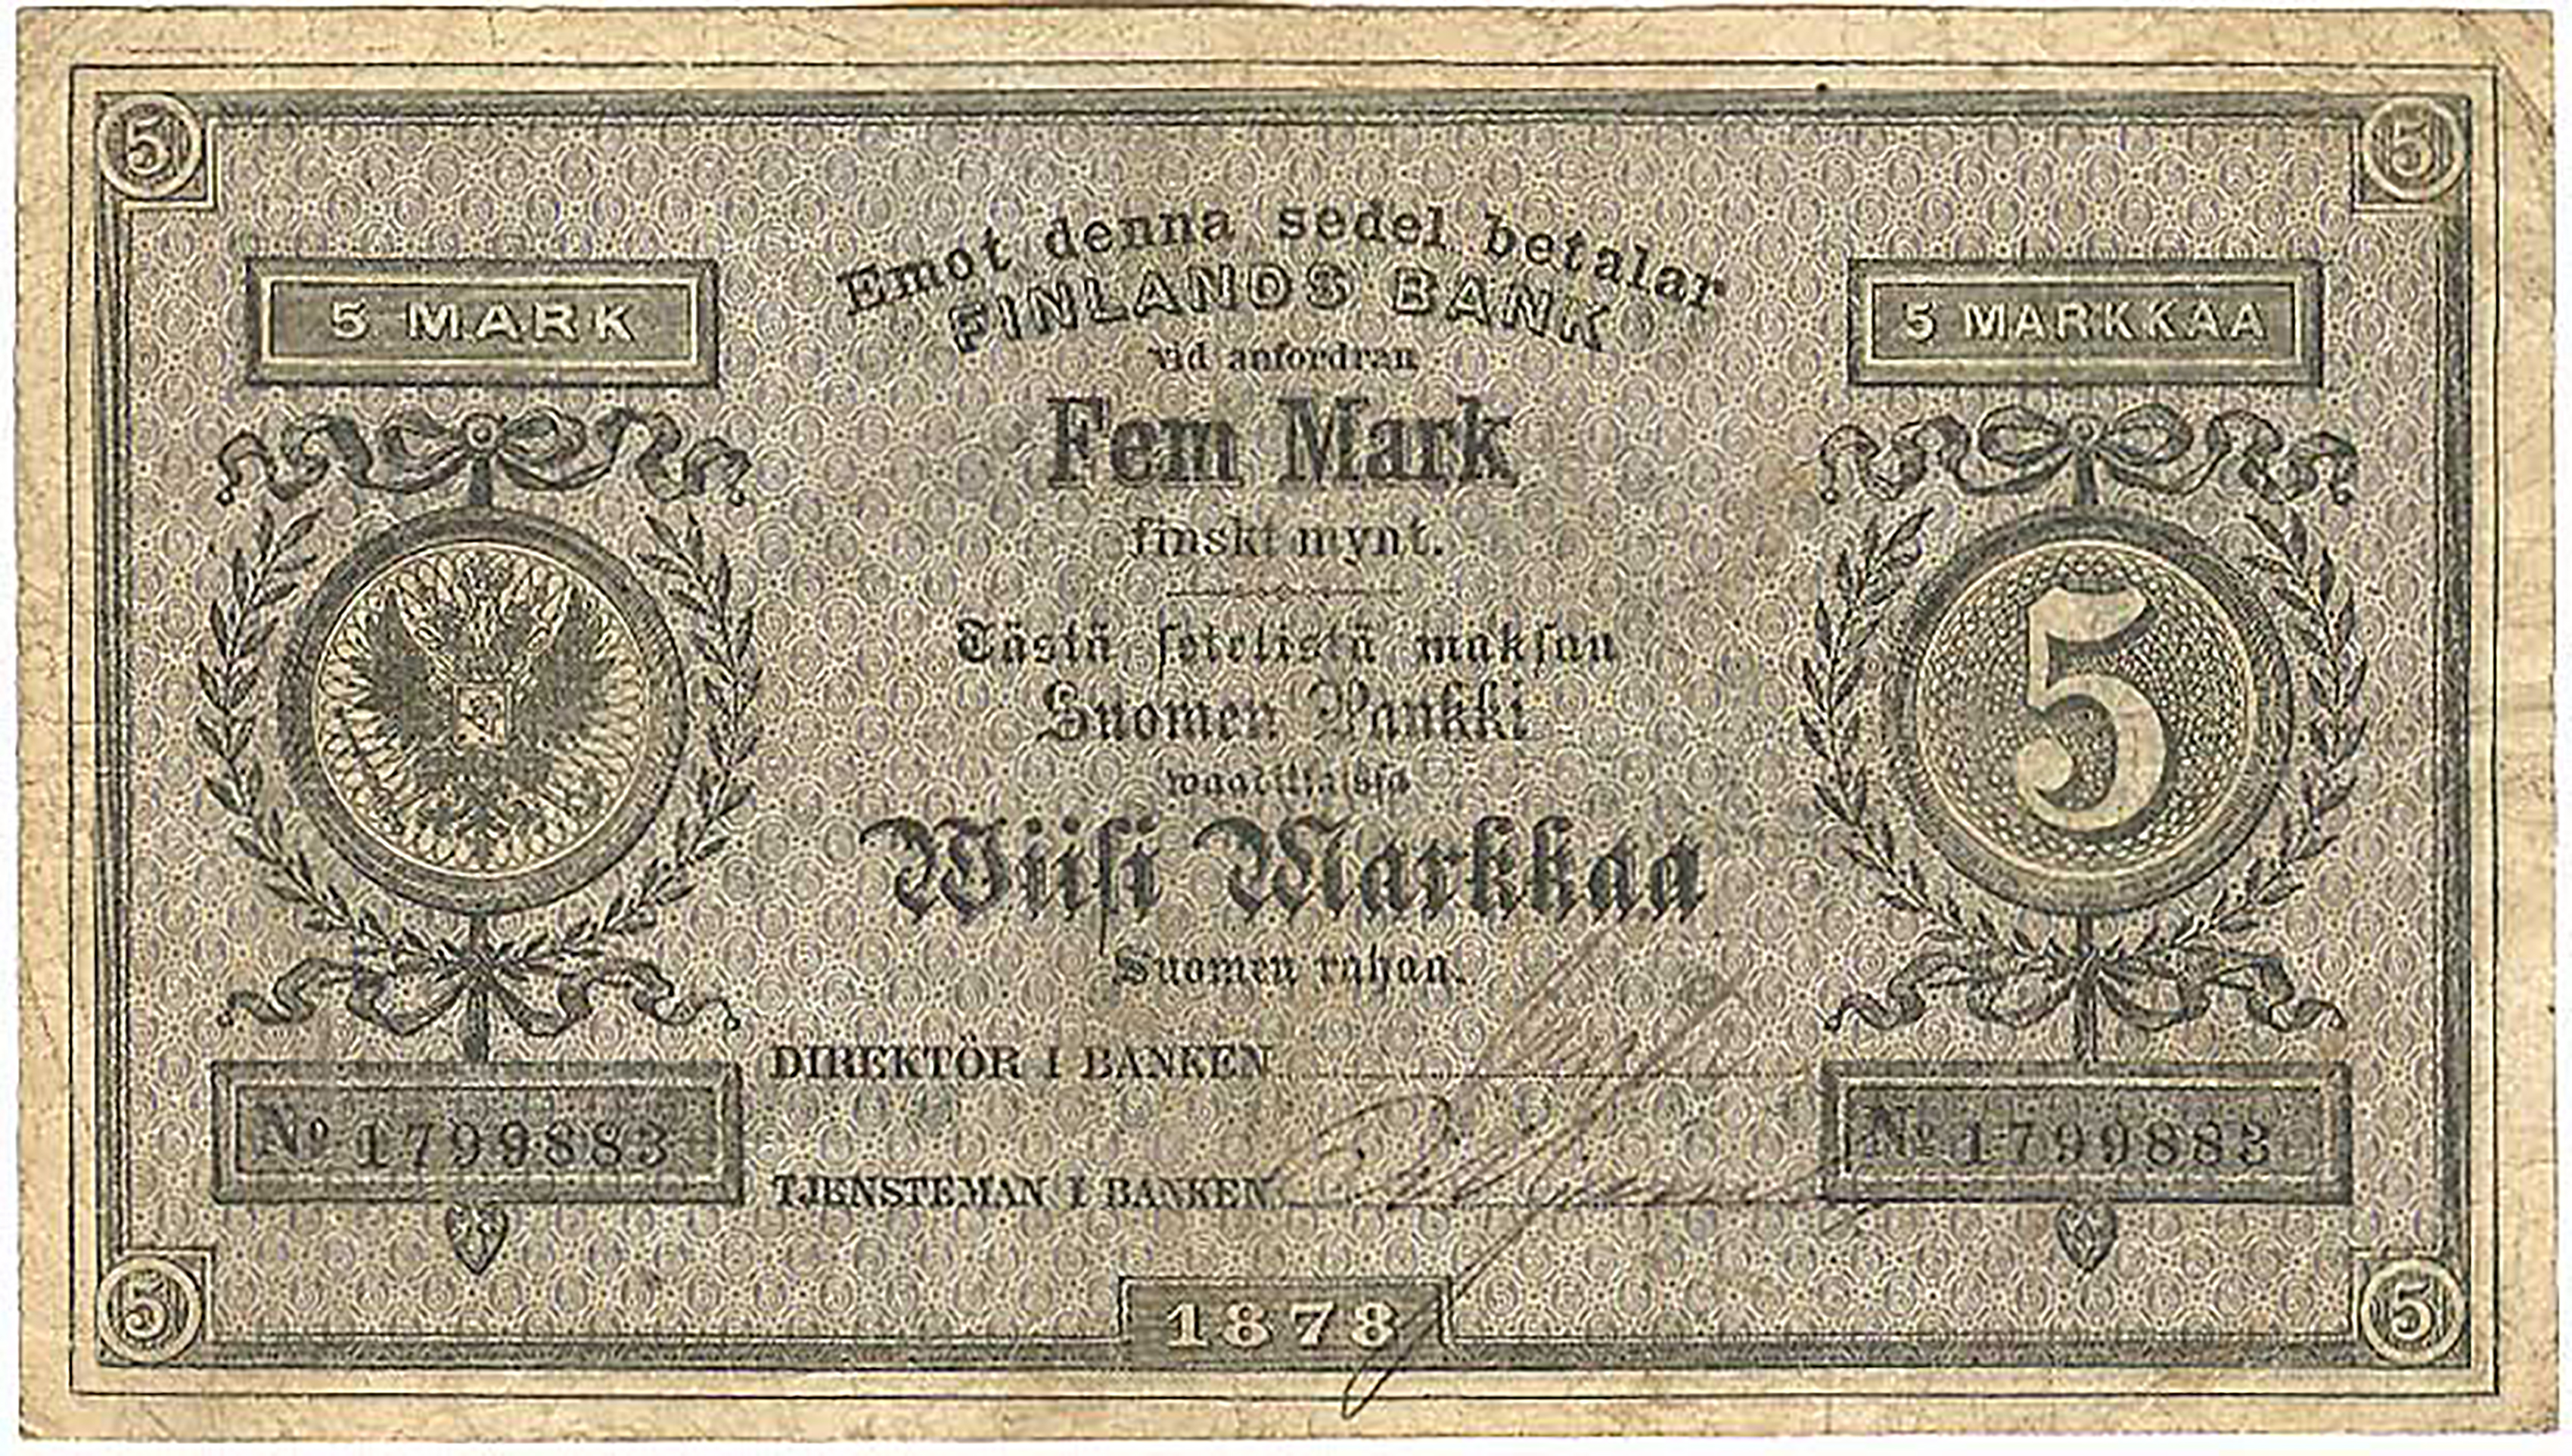 5
5
5 MARK
Emot denna sedel betalar
FINLANDS BANK
vid anfordran
Fem Mark
finskt mynt.
5 MARKKAA
Tästä setelistä maksaa
Suomen Pankki
waadittaissa
Wiisi Markkaa
Suomen rahaa.
5
DIREKTÖR I BANKEN
TJENSTEMAN I BANKEN
No 1799883
No 1799883
5
1878
5